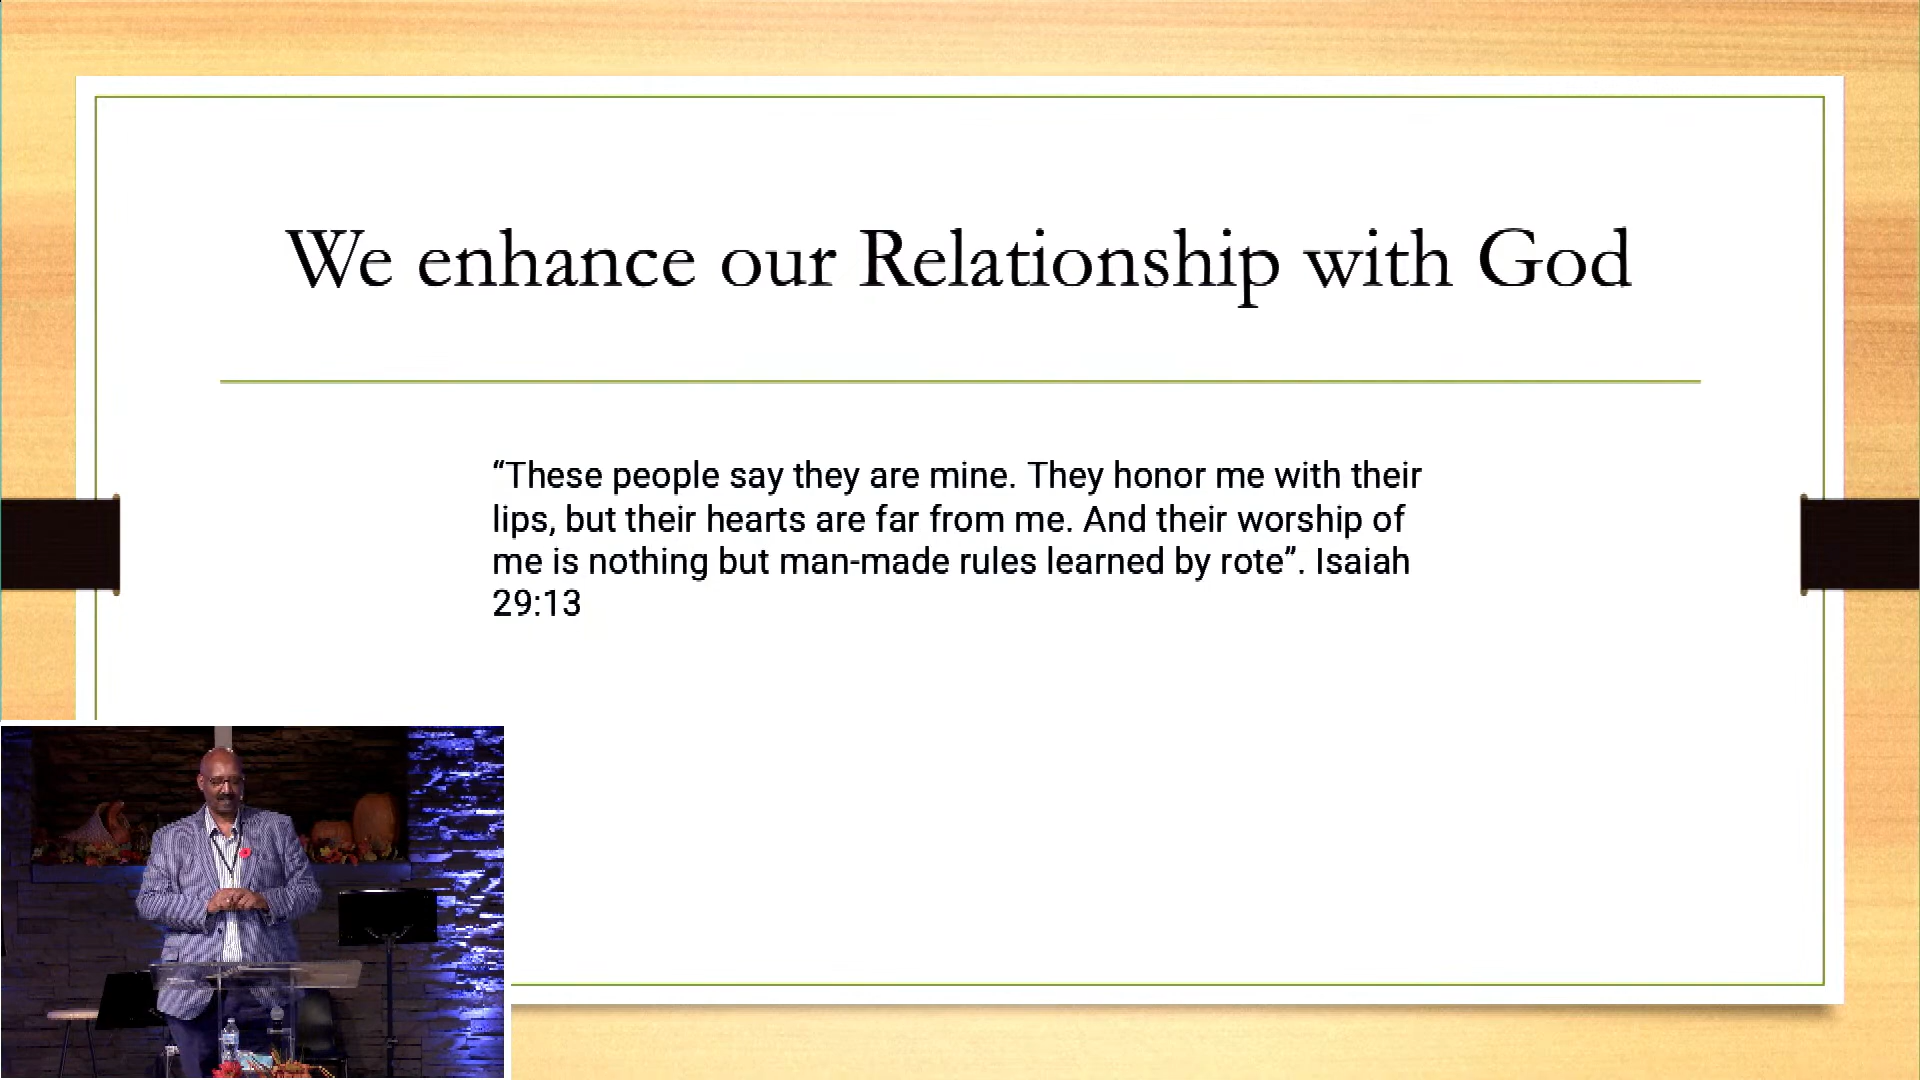 We enhance our Relationship with God
“These people say they are mine. They honor me with their
lips, but their hearts are far from me. And their worship of
me is nothing but man-made rules learned by rote”. Isaiah
29:13